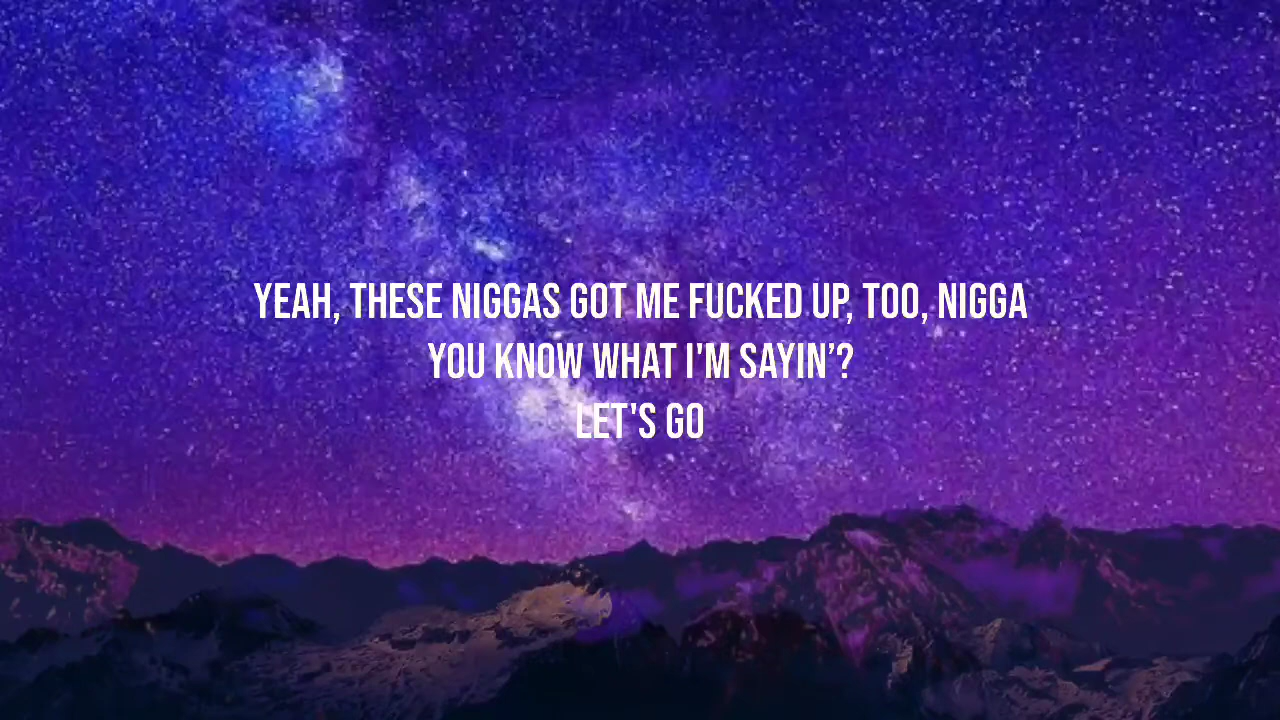 YEAH, THESE NIGGAS GOT ME FUCKED UP, TOO, NIGGA
YOU KNOW WHAT I'M SAYIN’?
LET'S GO